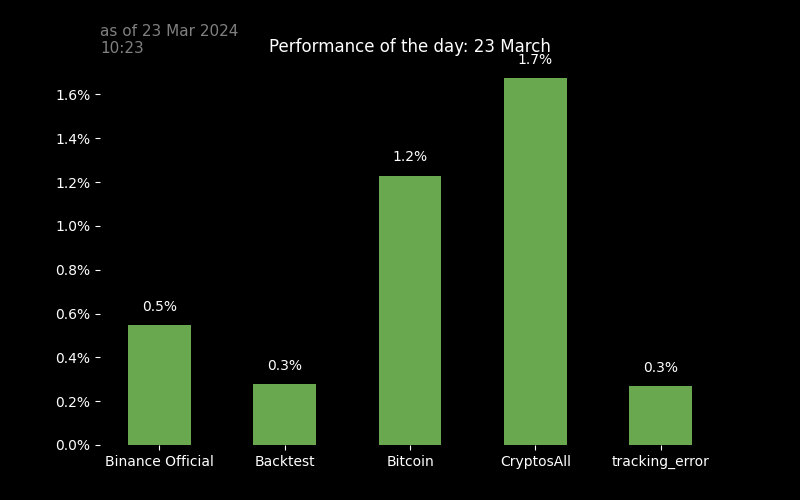 as of 23 Mar 2024
10:23
Performance of the day: 23 March
1.7%
1.6%
1.4%
1.2%
1.2%
1.0%
0.8%
0.6%
0.5%
0.4%
0.3%
0.3%
0.2%
0.0%
Binance Official
Backtest
Bitcoin
CryptosAll
tracking_error